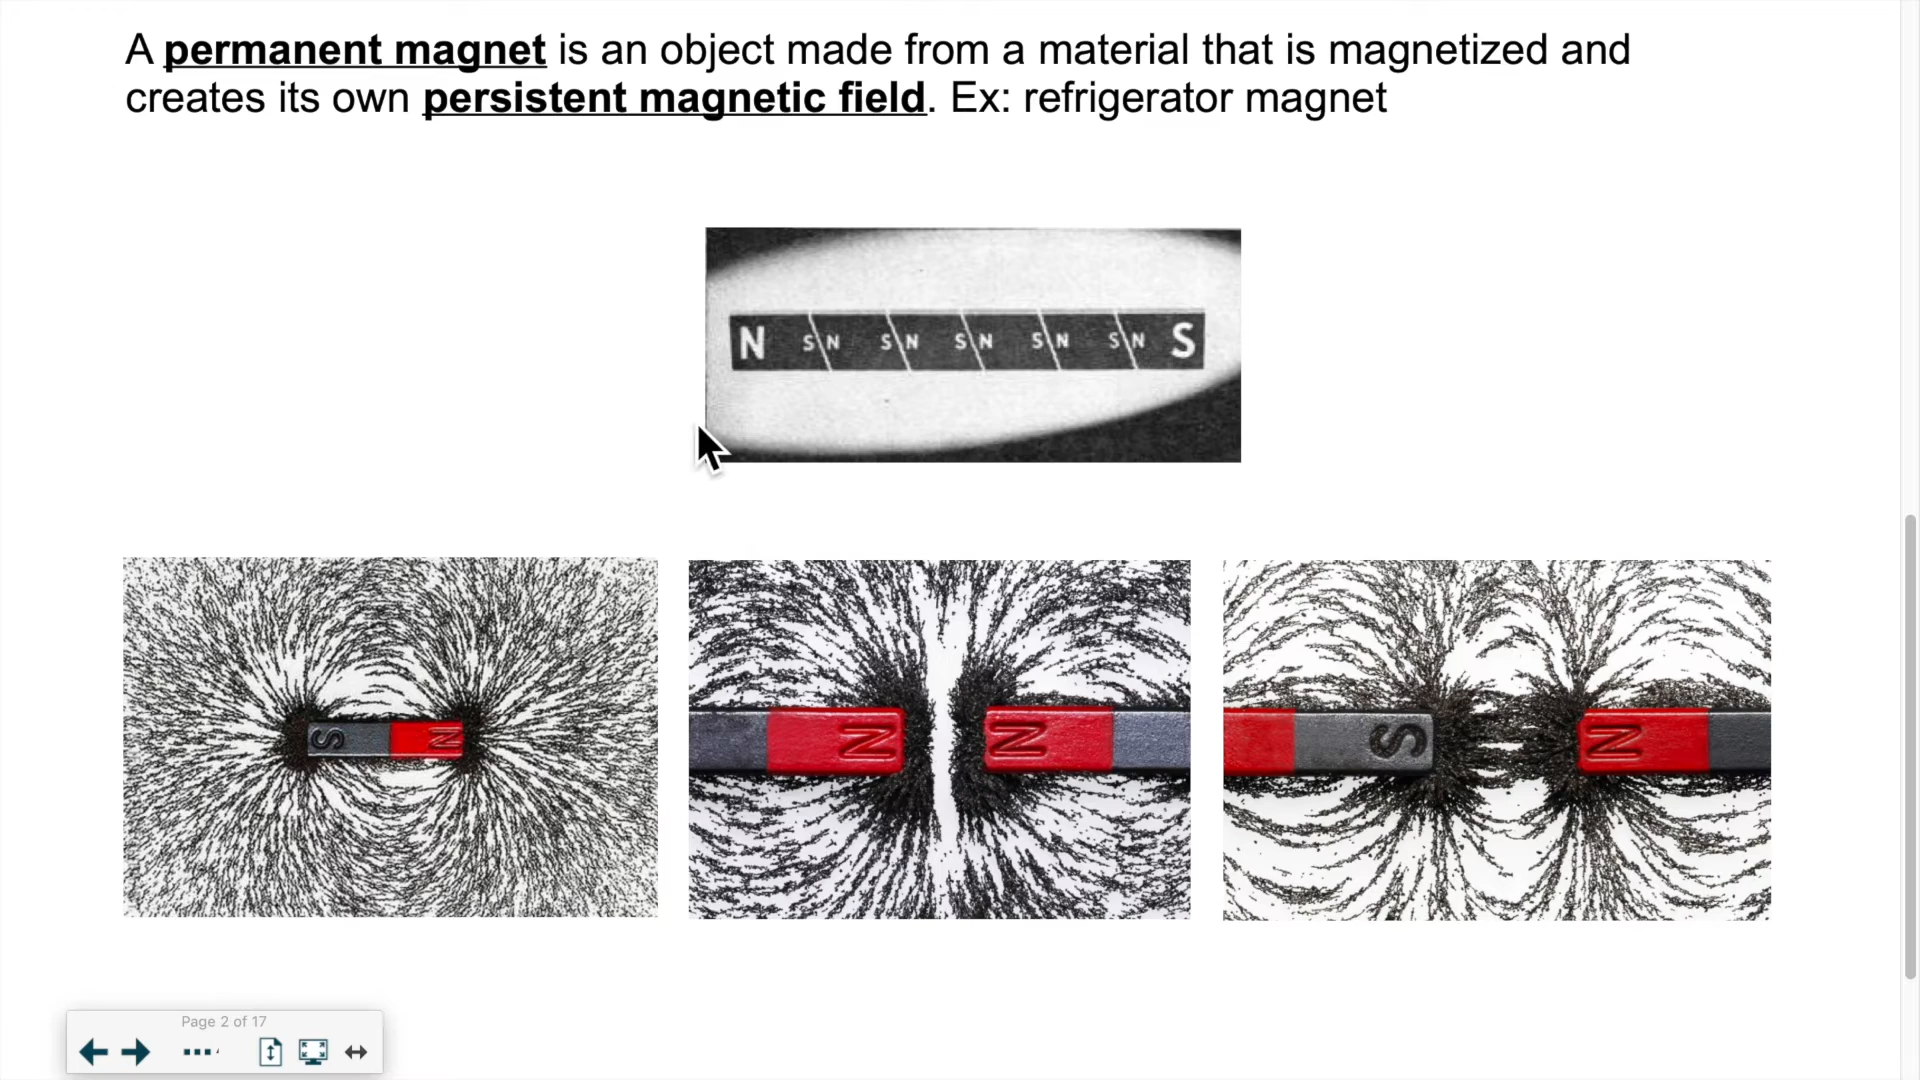 A permanent magnet is an object made from a material that is magnetized and
creates its own persistent magnetic field. Ex: refrigerator magnet
N S N S N S N S N S N S
S N
N N
S N
Page 2 of 17